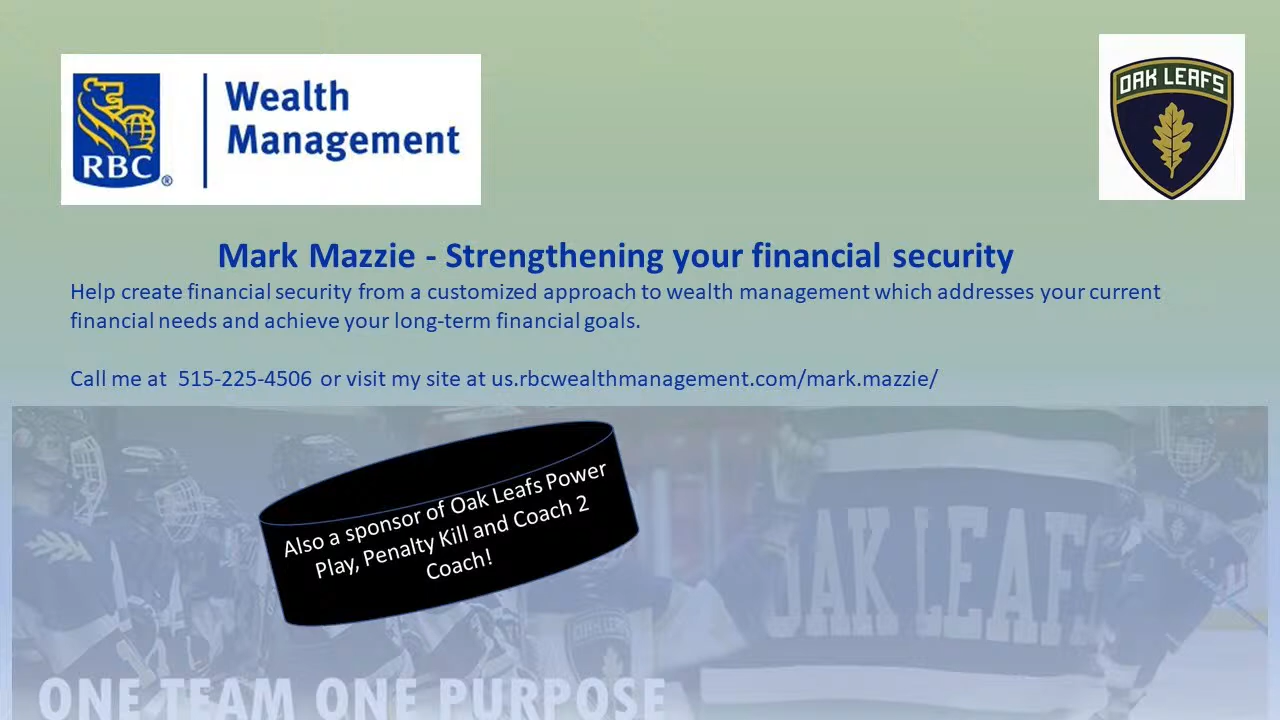 RBC
®
Wealth
Management
OAK LEAFS
Mark Mazzie - Strengthening your financial security
Help create financial security from a customized approach to wealth management which addresses your current
financial needs and achieve your long-term financial goals.
Call me at 515-225-4506 or visit my site at us.rbcwealthmanagement.com/mark.mazzie/
Also a sponsor of Oak Leafs Power
Play, Penalty Kill and Coach 2
Coach!
OAK LEAFS
OAK LEAFS
ONE TEAM ONE PURPOSE